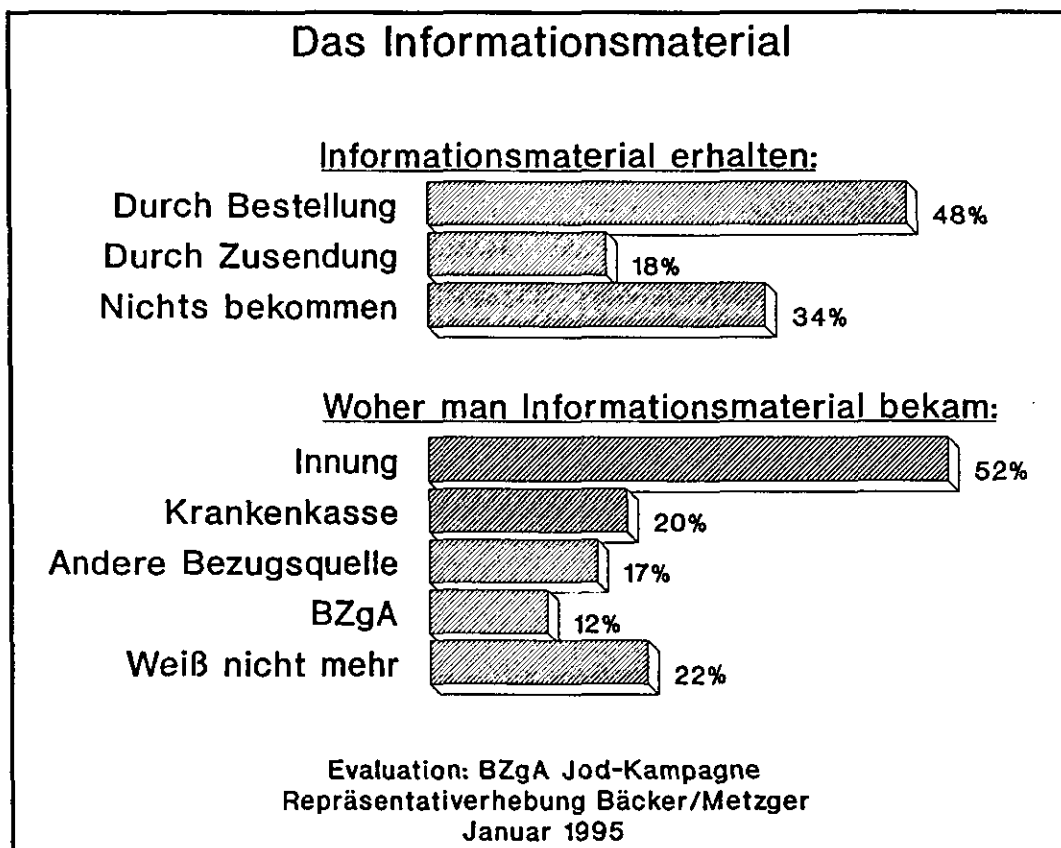 Das Informationsmaterial
Informationsmaterial erhalten:
Durch Bestellung 48%
Durch Zusendung 18%
Nichts bekommen 34%
Woher man Informationsmaterial bekam:
Innung 52%
Krankenkasse 20%
Andere Bezugsquelle 17%
BZgA 12%
Weiß nicht mehr 22%
Evaluation: BZgA Jod-Kampagne
Repräsentativerhebung Bäcker/Metzger
Januar 1995